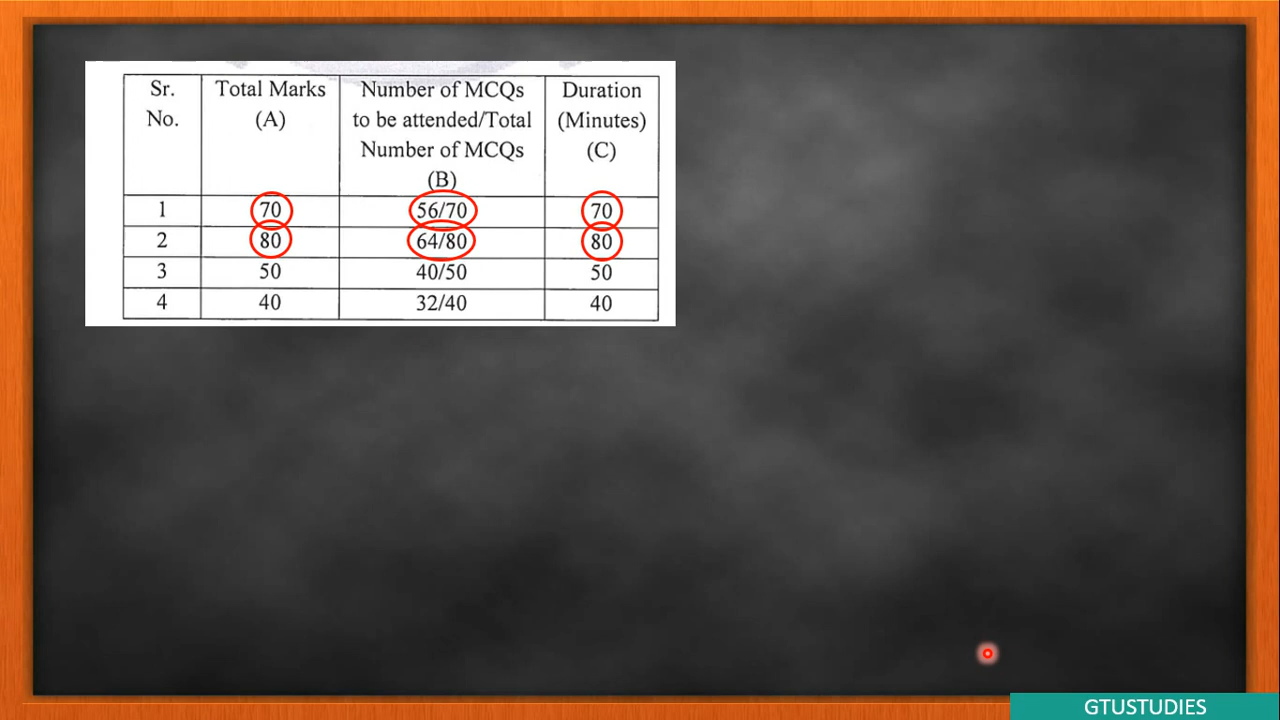 Sr. No. Total Marks (A) Number of MCQs to be attended/Total Number of MCQs (B) Duration (Minutes) (C)
1 70 56/70 70
2 80 64/80 80
3 50 40/50 50
4 40 32/40 40
GTUSTUDIES